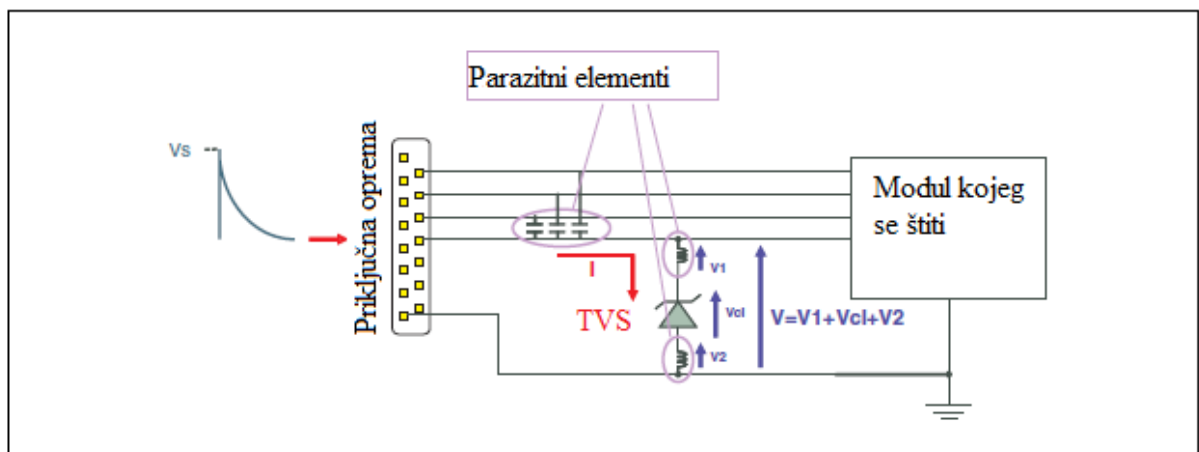 Parazitni elementi
Vs
Priključna oprema
Modul kojeg
se štiti
I
TVS
V1
Vcl
V2
V=V1+Vcl+V2